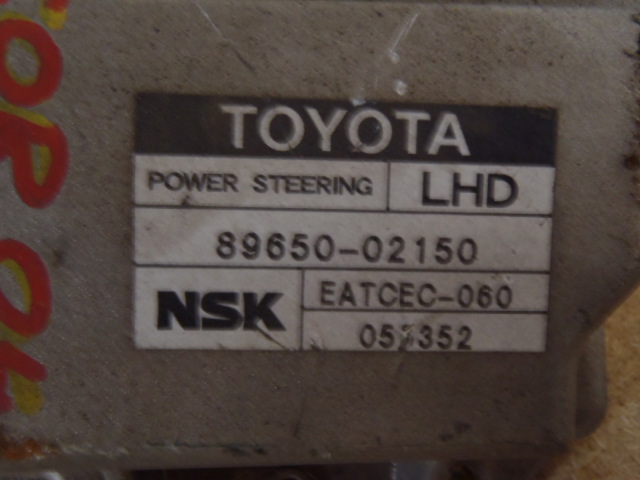 TOYOTA
POWER STEERING LHD
89650-02150
NSK EATCEC-060